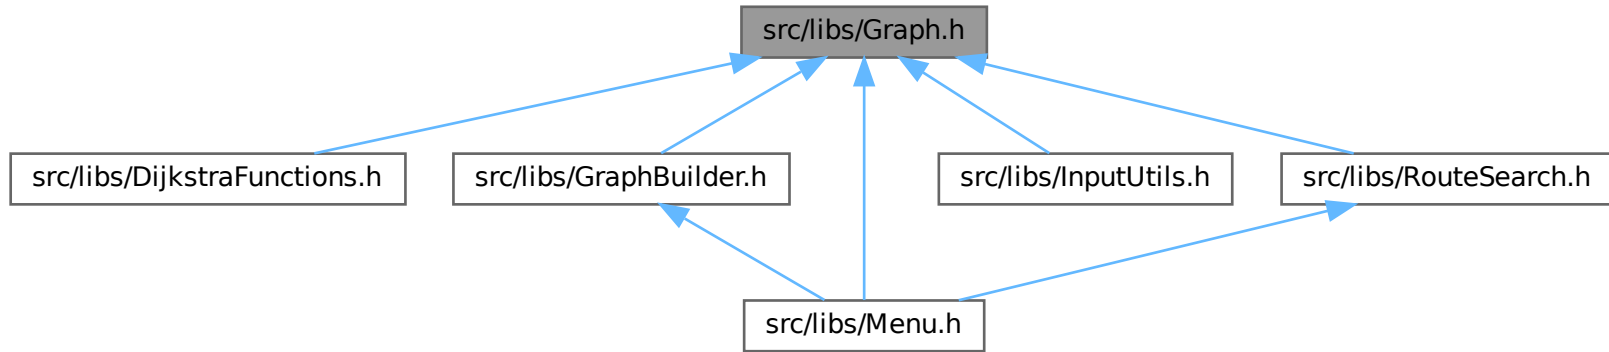 src/libs/Graph.h
src/libs/DijkstraFunctions.h
src/libs/GraphBuilder.h
src/libs/InputUtils.h
src/libs/RouteSearch.h
src/libs/Menu.h